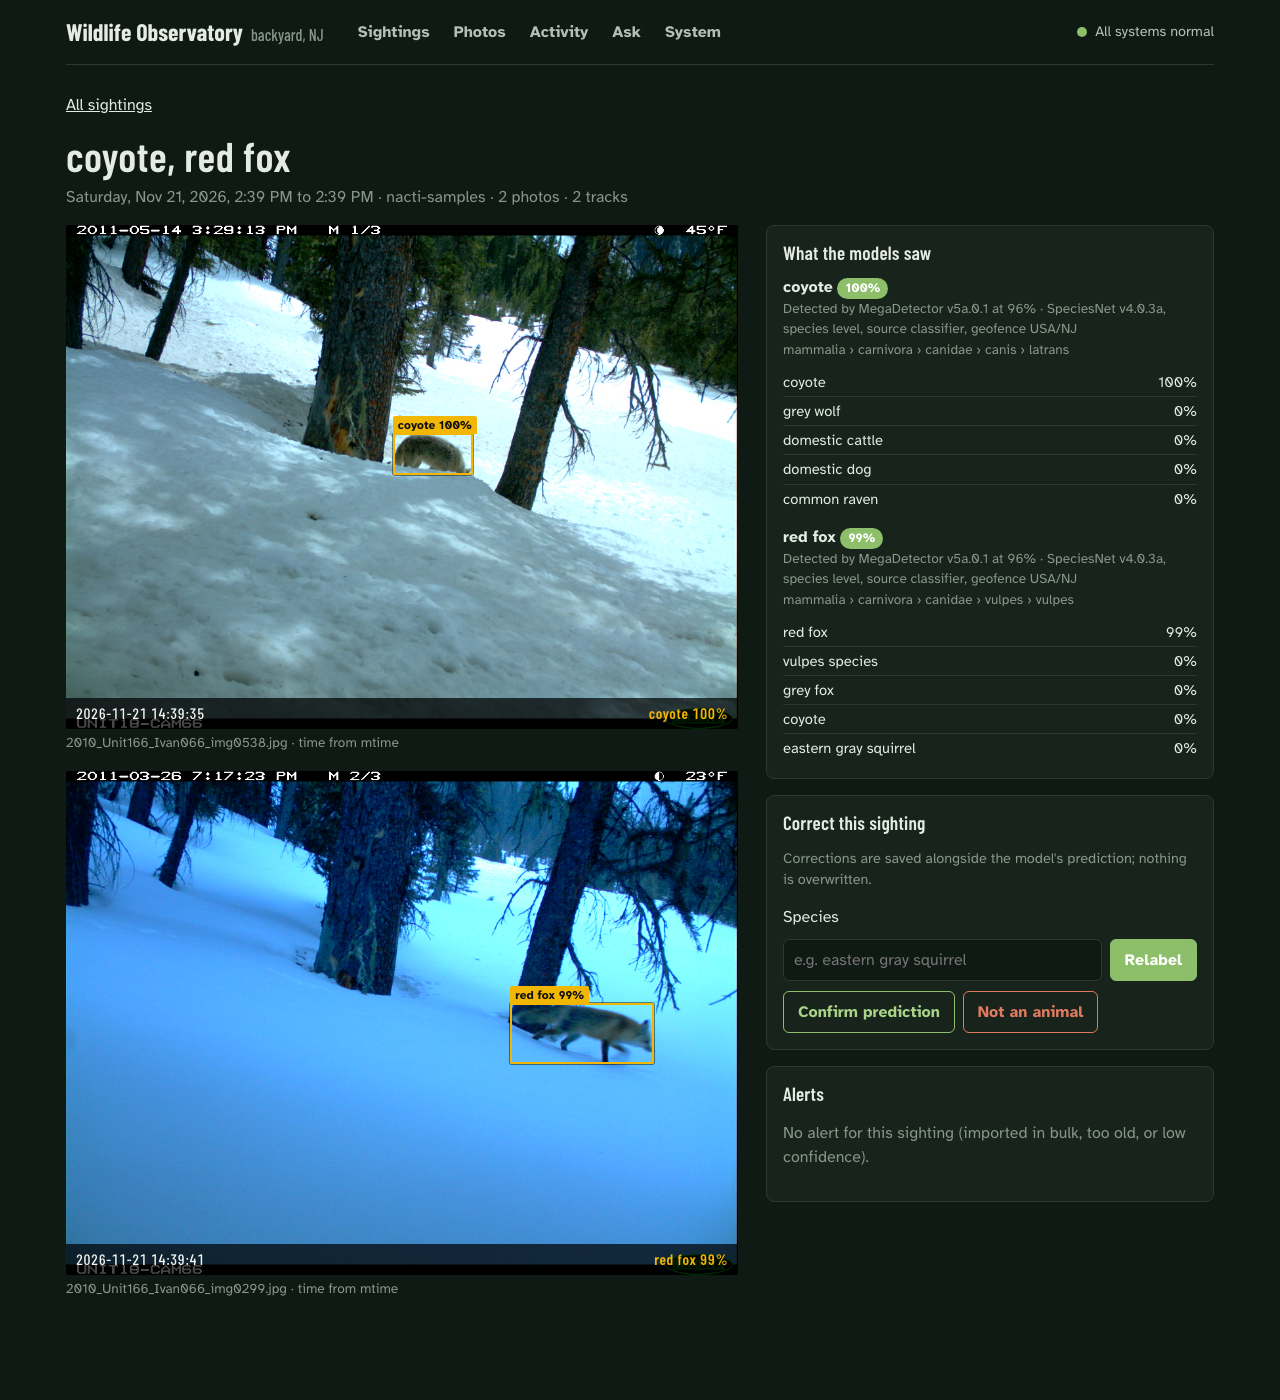 Wildlife Observatory backyard, NJ Sightings Photos Activity Ask System All systems normal
All sightings
coyote, red fox
Saturday, Nov 21, 2026, 2:39 PM to 2:39 PM · nacti-samples · 2 photos · 2 tracks
2011-05-14 3:29:13 PM M 1/3 45°F
coyote 100%
2026-11-21 14:39:35 coyote 100%
UNIT18-CAM66
2010_Unit166_Ivan066_img0538.jpg · time from mtime
2011-03-26 7:17:23 PM M 2/3 23°F
red fox 99%
2026-11-21 14:39:41 red fox 99%
UNIT18-CAM66
2010_Unit166_Ivan066_img0299.jpg · time from mtime
What the models saw
coyote 100%
Detected by MegaDetector v5a.0.1 at 96% · SpeciesNet v4.0.3a,
species level, source classifier, geofence USA/NJ
mammalia › carnivora › canidae › canis › latrans
coyote 100%
grey wolf 0%
domestic cattle 0%
domestic dog 0%
common raven 0%
red fox 99%
Detected by MegaDetector v5a.0.1 at 96% · SpeciesNet v4.0.3a,
species level, source classifier, geofence USA/NJ
mammalia › carnivora › canidae › vulpes › vulpes
red fox 99%
vulpes species 0%
grey fox 0%
coyote 0%
eastern gray squirrel 0%
Correct this sighting
Corrections are saved alongside the model's prediction; nothing
is overwritten.
Species
e.g. eastern gray squirrel Relabel
Confirm prediction Not an animal
Alerts
No alert for this sighting (imported in bulk, too old, or low
confidence).